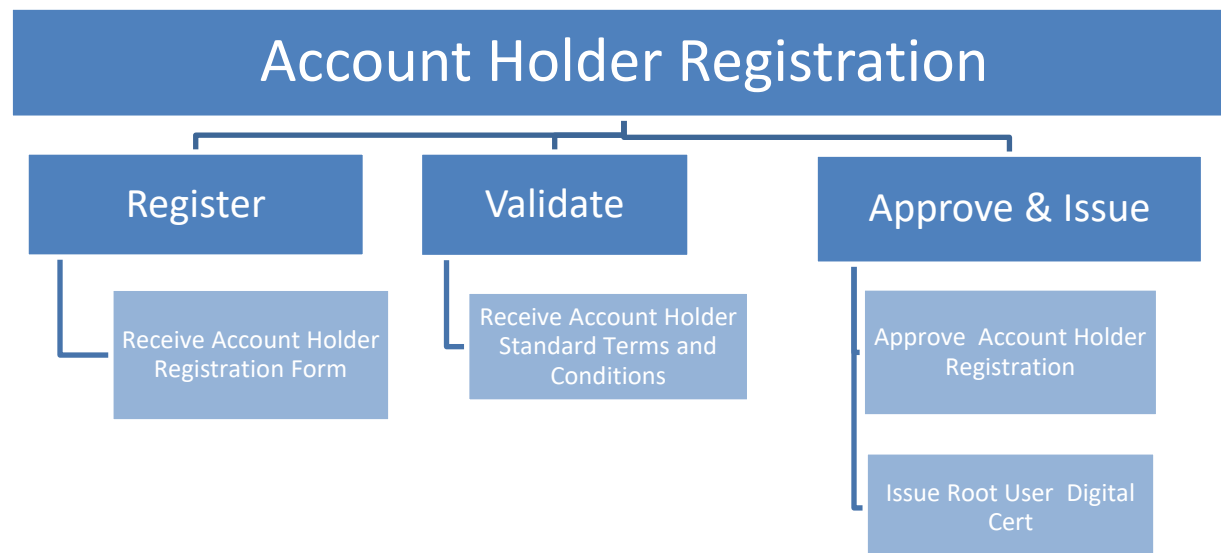 Account Holder Registration
Register
Validate
Approve & Issue
Receive Account Holder
Registration Form
Receive Account Holder
Standard Terms and
Conditions
Approve  Account Holder
Registration
Issue Root User  Digital
Cert